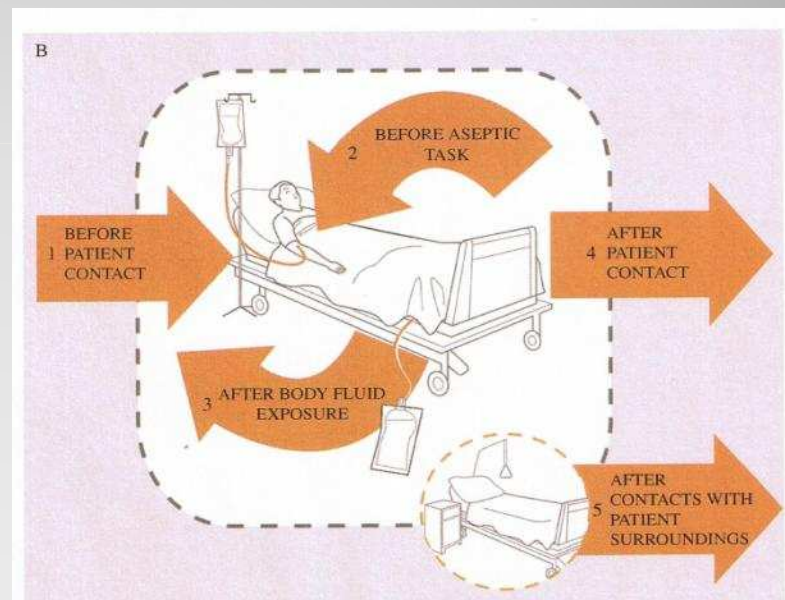 B
1 BEFORE
PATIENT
CONTACT
2 BEFORE ASEPTIC
TASK
3 AFTER BODY FLUID
EXPOSURE
4 AFTER
PATIENT
CONTACT
5 AFTER
CONTACTS WITH
PATIENT
SURROUNDINGS